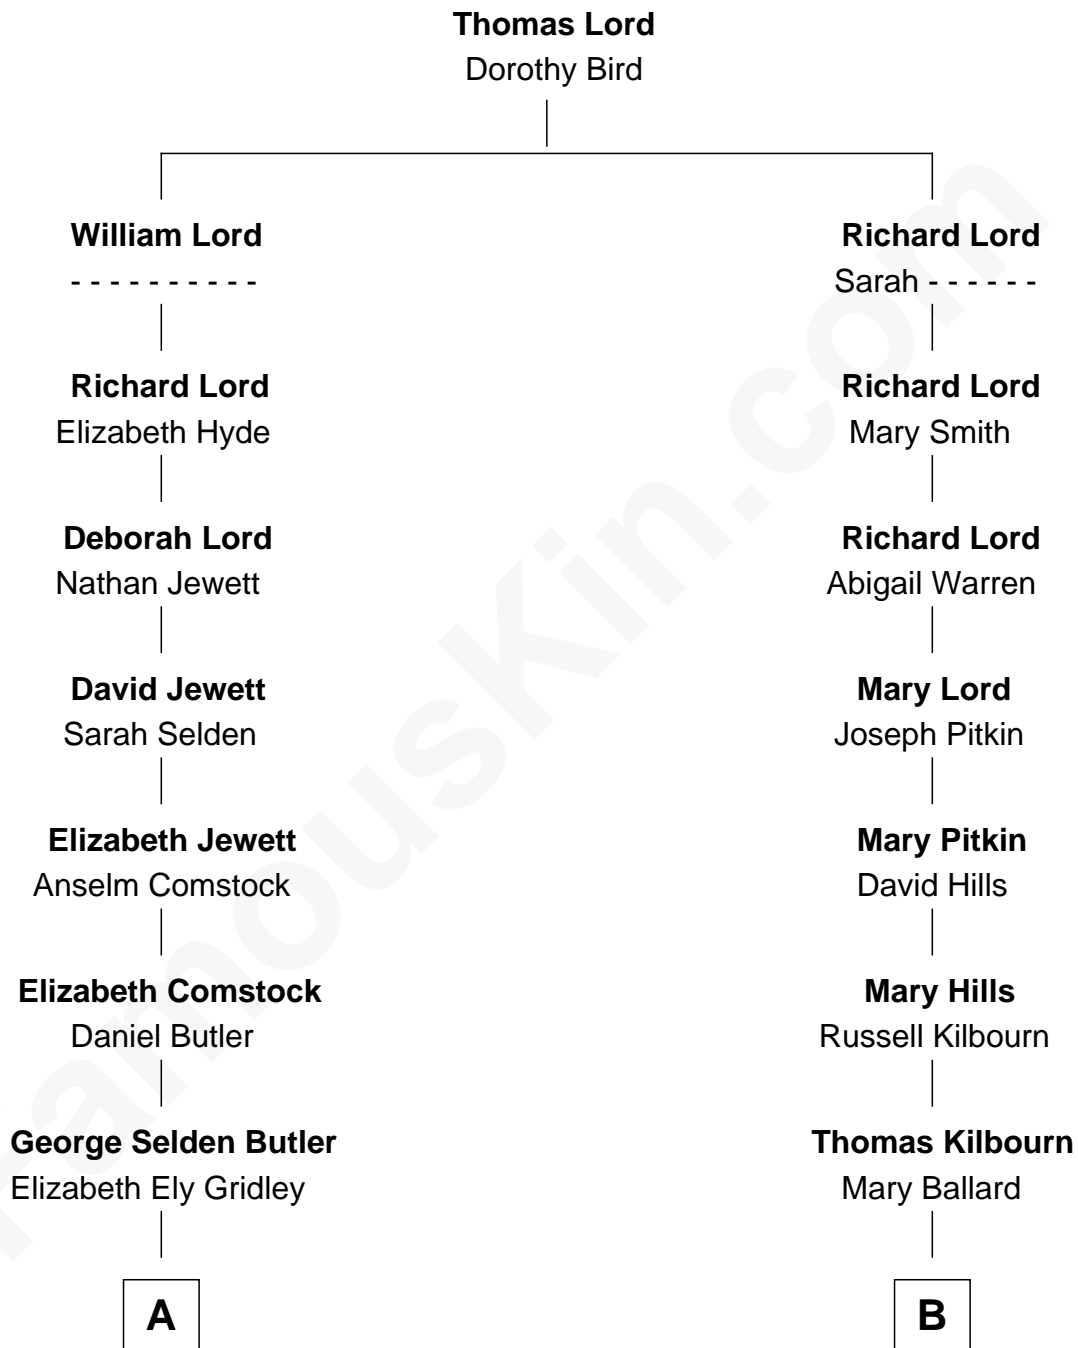 Thomas Lord
Dorothy Bird
William Lord
- - - - - - - - - -
Richard Lord
Elizabeth Hyde
Deborah Lord
Nathan Jewett
David Jewett
Sarah Selden
Elizabeth Jewett
Anselm Comstock
Elizabeth Comstock
Daniel Butler
George Selden Butler
Elizabeth Ely Gridley
A
Richard Lord
Sarah - - - - - -
Richard Lord
Mary Smith
Richard Lord
Abigail Warren
Mary Lord
Joseph Pitkin
Mary Pitkin
David Hills
Mary Hills
Russell Kilbourn
Thomas Kilbourn
Mary Ballard
B
FamousKin.com